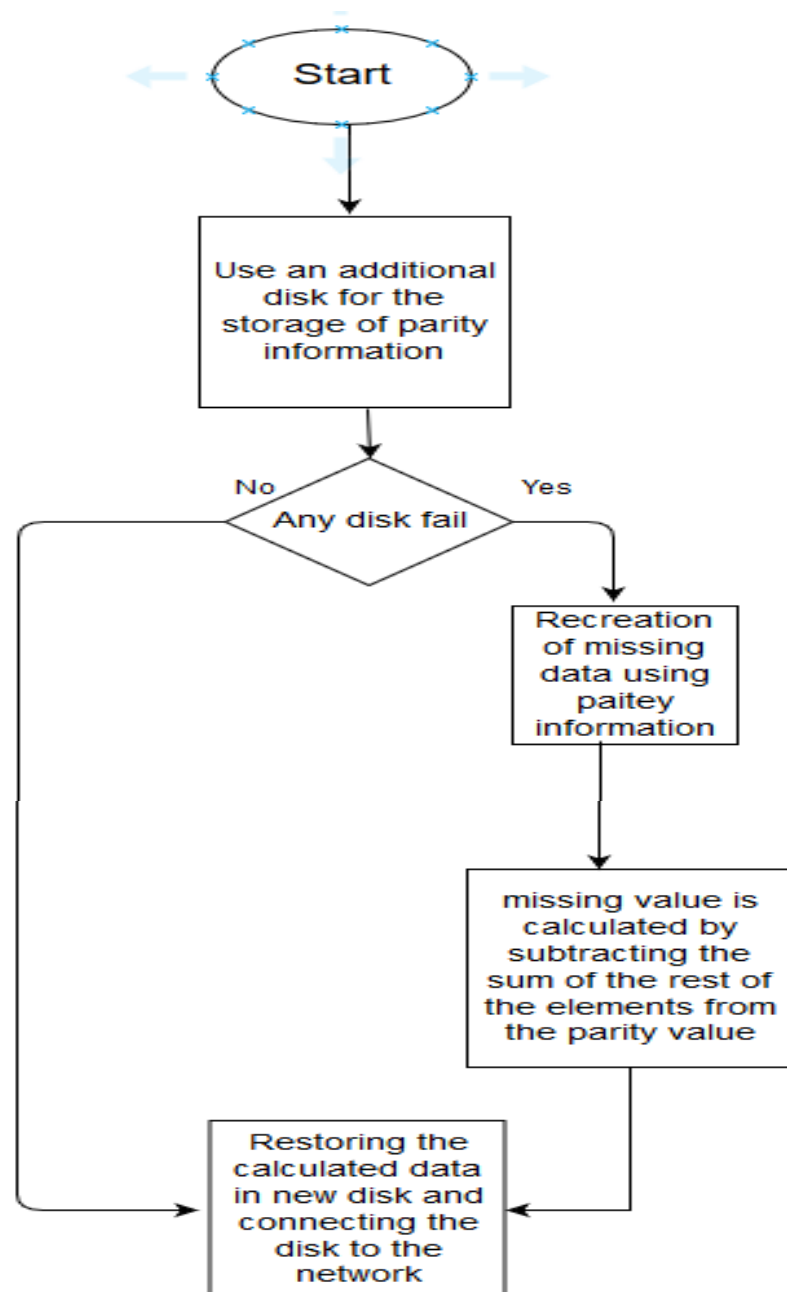 Start
Use an additional
disk for the
storage of parity
information
No
Yes
Any disk fail
Recreation
of missing
data using
paitey
information
missing value is
calculated by
subtracting the
sum of the rest of
the elements from
the parity value
Restoring the
calculated data
in new disk and
connecting the
disk to the
network